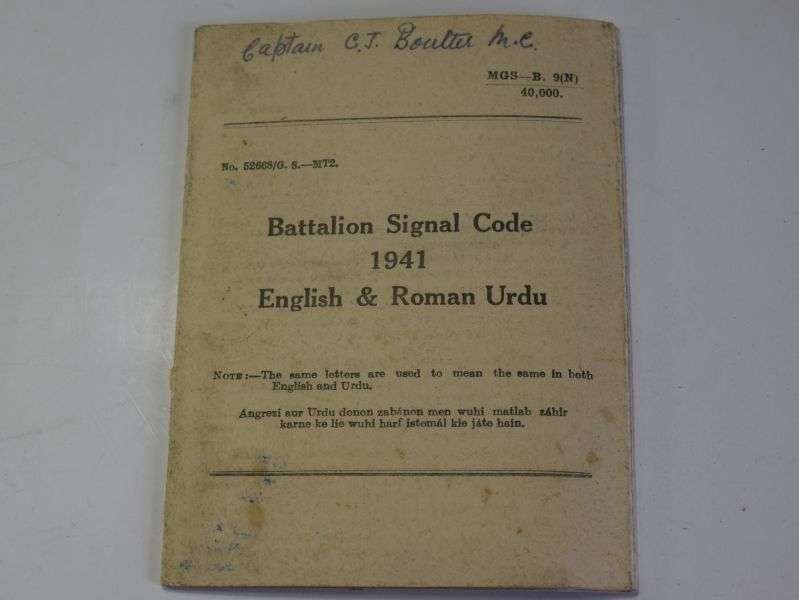 Captain C.J. Boulter M.C.
MGS—B. 9(N)
40,000.
No. 52668/G. S.—MT2.
Battalion Signal Code
1941
English & Roman Urdu
NOTE:—The same letters are used to mean the same in both
English and Urdu.
Angrezi aur Urdu donon zabánon men wuhi matlab záhir
karne ke lie wuhi harf istemál kie játe hain.